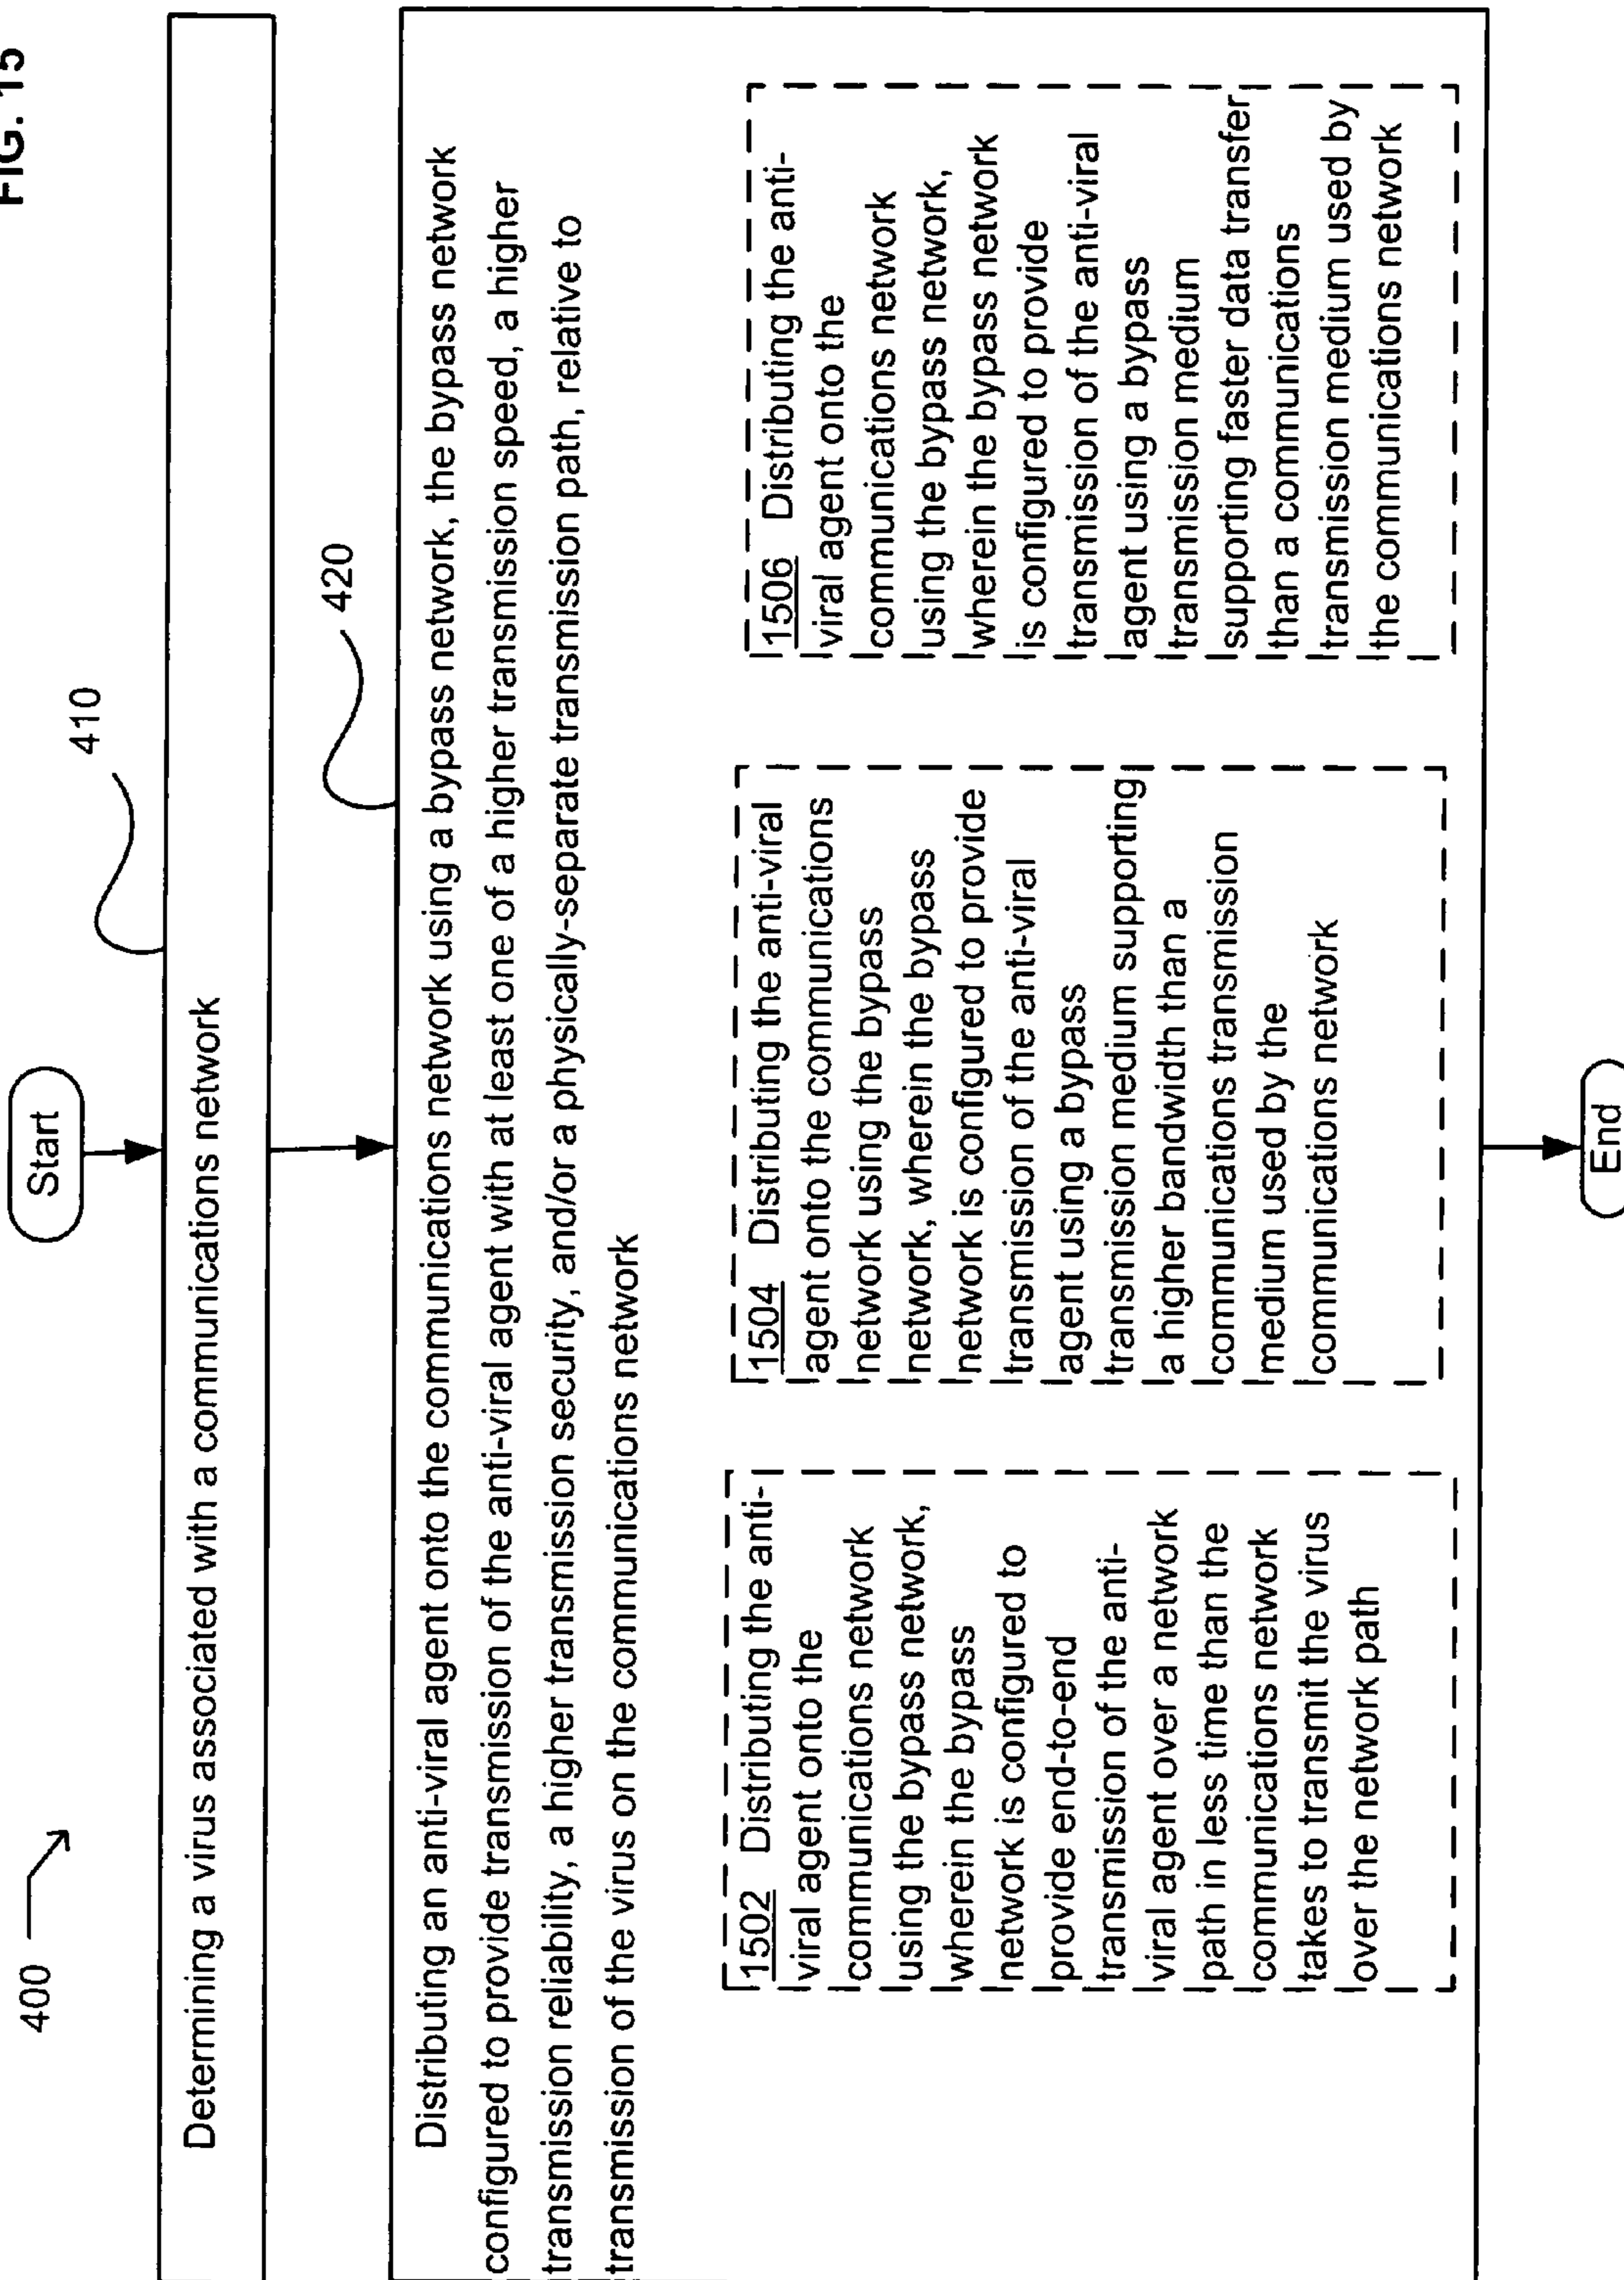 FIG. 15
400
Start
410
Determining a virus associated with a communications network
420
Distributing an anti-viral agent onto the communications network using a bypass network, the bypass network
configured to provide transmission of the anti-viral agent with at least one of a higher transmission speed, a higher
transmission reliability, a higher transmission security, and/or a physically-separate transmission path, relative to
transmission of the virus on the communications network
1502 Distributing the anti-
viral agent onto the
communications network
using the bypass network,
wherein the bypass
network is configured to
provide end-to-end
transmission of the anti-
viral agent over a network
path in less time than the
communications network
takes to transmit the virus
over the network path
1504 Distributing the anti-viral
agent onto the communications
network using the bypass
network, wherein the bypass
network is configured to provide
transmission of the anti-viral
agent using a bypass
transmission medium supporting
a higher bandwidth than a
communications transmission
medium used by the
communications network
1506 Distributing the anti-
viral agent onto the
communications network
using the bypass network,
wherein the bypass network
is configured to provide
transmission of the anti-viral
agent using a bypass
transmission medium
supporting faster data transfer
than a communications
transmission medium used by
the communications network
End